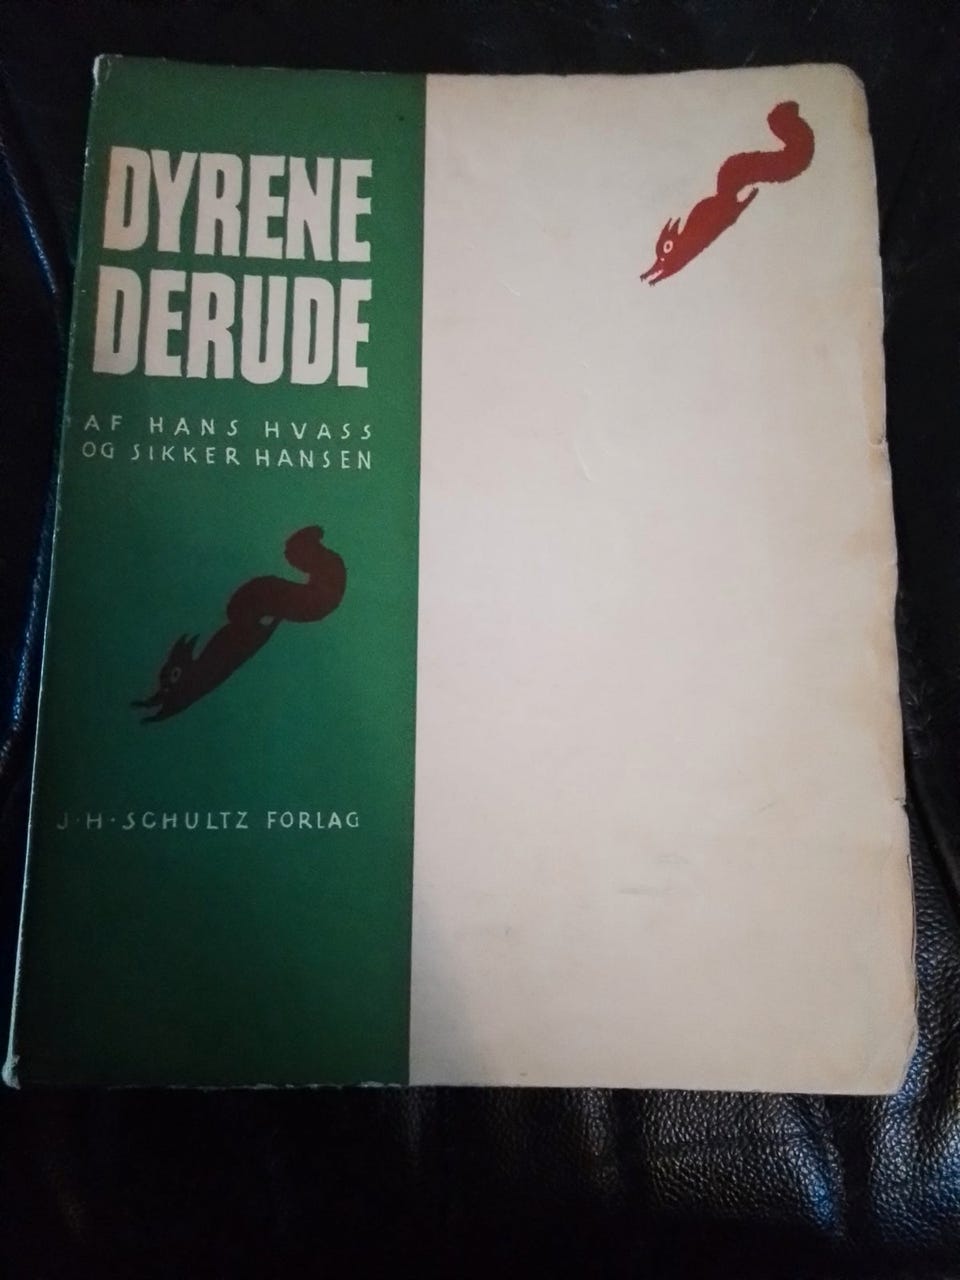 DYRENE
DERUDE
AF HANS HVASS
OG SIKKER HANSEN
J·H·SCHULTZ FORLAG